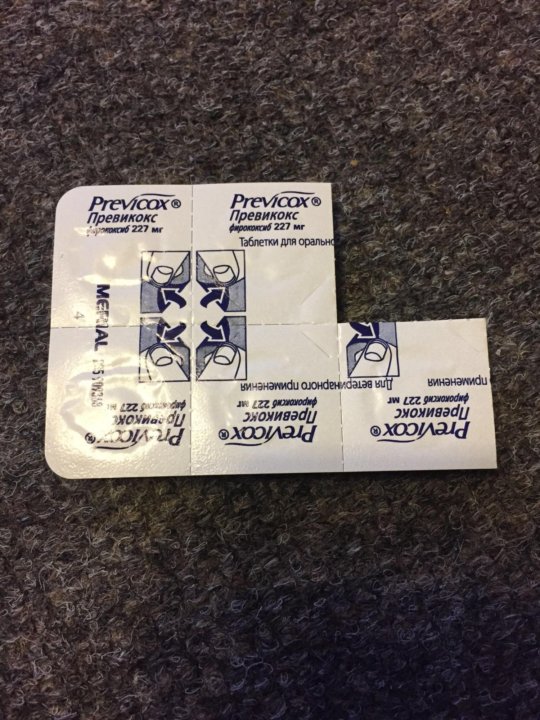 Previcox®
Превикокс
фирококсиб 227 мг
Previcox®
Превикокс
фирококсиб 227 мг
Таблетки для орально
MERIAL
4
Для ветеринарного применения
применения
фирококсиб 227 мг
Превикокс
Previcox®
фирококсиб 227 мг
Превикокс
Previcox®
фирококсиб 227 мг
Превикокс
Previcox®